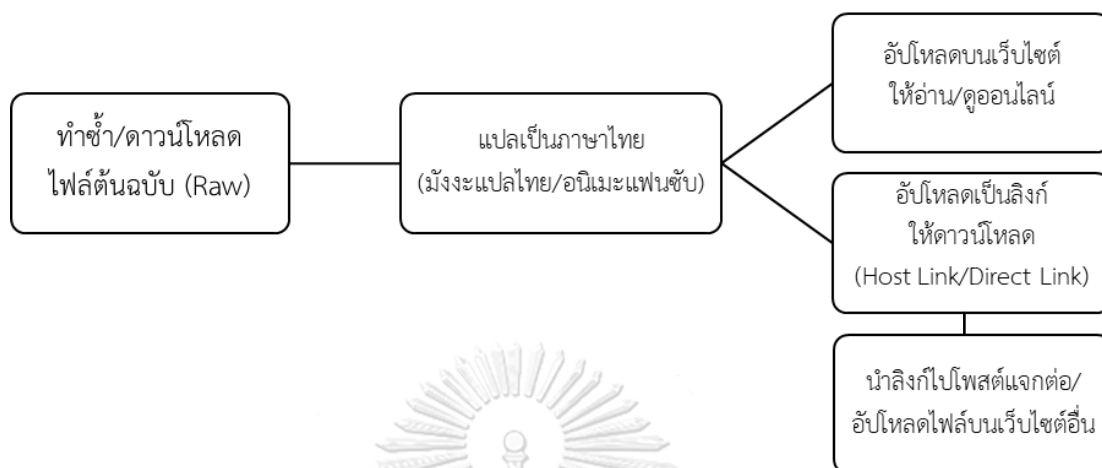 ทำซ้ำ/ดาวน์โหลด
ไฟล์ต้นฉบับ (Raw)
แปลเป็นภาษาไทย
(มังงะแปลไทย/อนิเมะแฟนซับ)
อัปโหลดบนเว็บไซต์
ให้อ่าน/ดูออนไลน์
อัปโหลดเป็นลิงก์
ให้ดาวน์โหลด
(Host Link/Direct Link)
นำลิงก์ไปโพสต์แจกต่อ/
อัปโหลดไฟล์บนเว็บไซต์อื่น